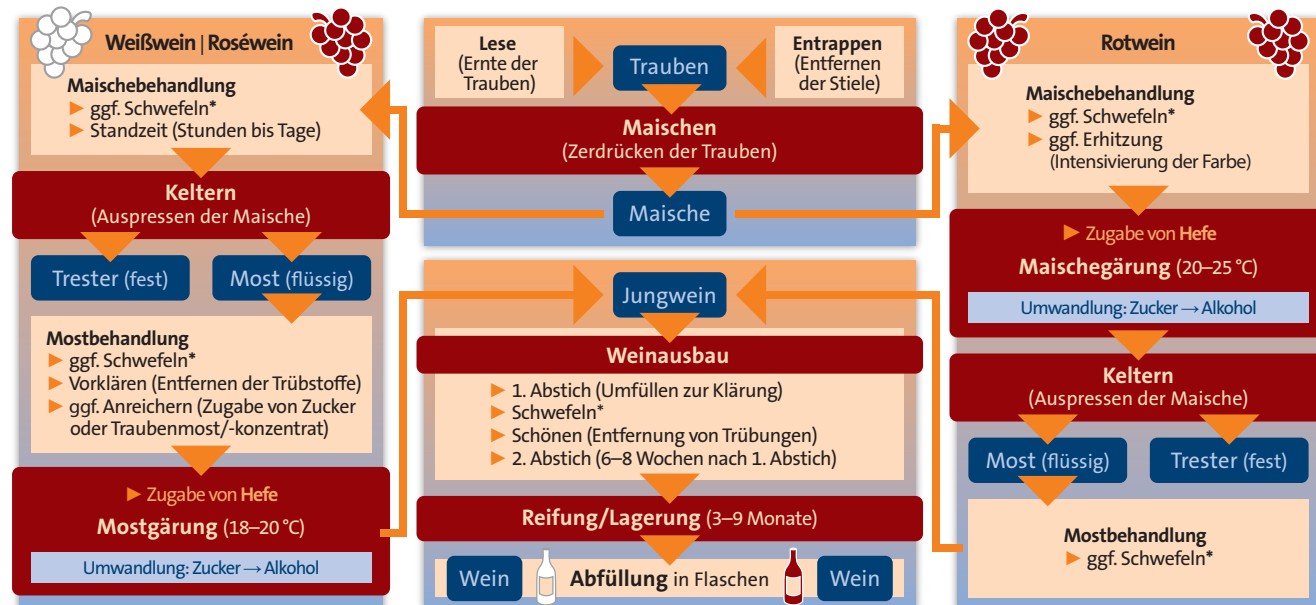 Weißwein | Roséwein
Maischebehandlung
► ggf. Schwefeln*
► Standzeit (Stunden bis Tage)
Keltern
(Auspressen der Maische)
Trester (fest)
Most (flüssig)
Mostbehandlung
► ggf. Schwefeln*
► Vorklären (Entfernen der Trübstoffe)
► ggf. Anreichern (Zugabe von Zucker
oder Traubenmost/-konzentrat)
► Zugabe von Hefe
Mostgärung (18–20 °C)
Umwandlung: Zucker → Alkohol
Lese
(Ernte der
Trauben)
Trauben
Entrappen
(Entfernen
der Stiele)
Maischen
(Zerdrücken der Trauben)
Maische
Jungwein
Weinausbau
► 1. Abstich (Umfüllen zur Klärung)
► Schwefeln*
► Schönen (Entfernung von Trübungen)
► 2. Abstich (6–8 Wochen nach 1. Abstich)
Reifung/Lagerung (3–9 Monate)
Wein
Abfüllung in Flaschen
Wein
Rotwein
Maischebehandlung
► ggf. Schwefeln*
► ggf. Erhitzung
(Intensivierung der Farbe)
► Zugabe von Hefe
Maischegärung (20–25 °C)
Umwandlung: Zucker → Alkohol
Keltern
(Auspressen der Maische)
Most (flüssig)
Trester (fest)
Mostbehandlung
► ggf. Schwefeln*